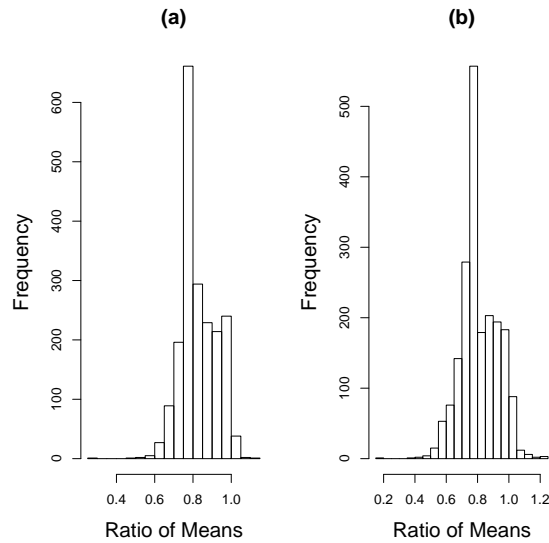 (a)
Frequency
0 100 200 300 400 500 600
0.4 0.6 0.8 1.0
Ratio of Means
(b)
Frequency
0 100 200 300 400 500
0.2 0.4 0.6 0.8 1.0 1.2
Ratio of Means